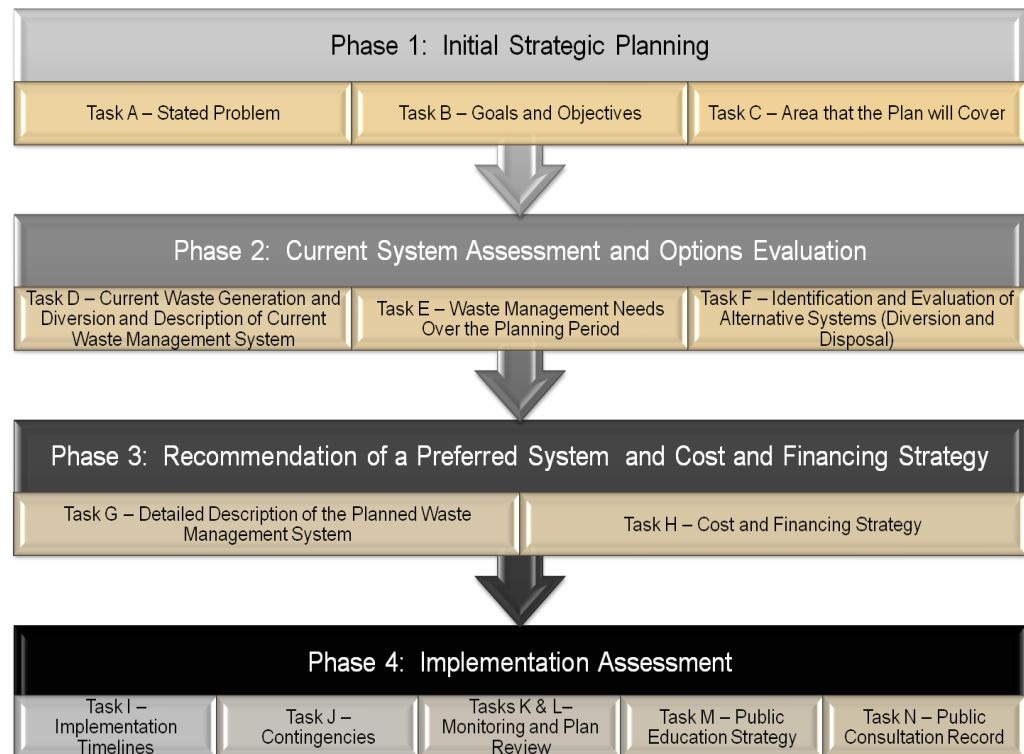 Phase 1: Initial Strategic Planning
Task A – Stated Problem
Task B – Goals and Objectives
Task C – Area that the Plan will Cover
Phase 2: Current System Assessment and Options Evaluation
Task D – Current Waste Generation and
Diversion and Description of Current
Waste Management System
Task E – Waste Management Needs
Over the Planning Period
Task F – Identification and Evaluation of
Alternative Systems (Diversion and
Disposal)
Phase 3: Recommendation of a Preferred System and Cost and Financing Strategy
Task G – Detailed Description of the Planned Waste
Management System
Task H – Cost and Financing Strategy
Phase 4: Implementation Assessment
Task I –
Implementation
Timelines
Task J –
Contingencies
Tasks K & L–
Monitoring and Plan
Review
Task M – Public
Education Strategy
Task N – Public
Consultation Record